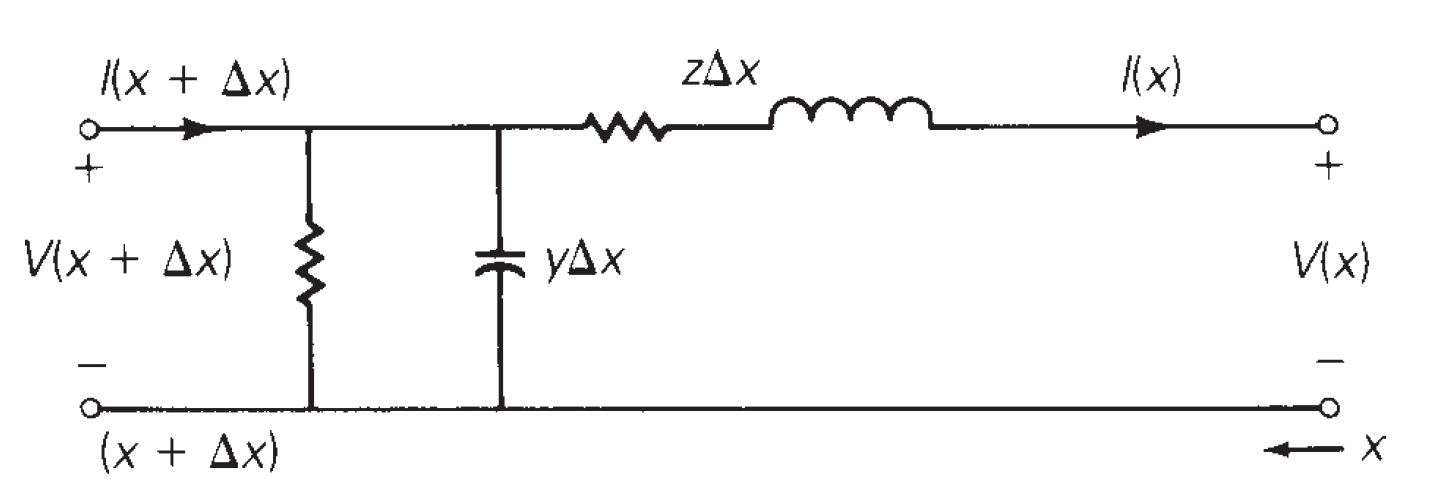 I(x + Δx)
zΔx
I(x)
+
+
V(x + Δx)
yΔx
V(x)
−
−
(x + Δx)
x